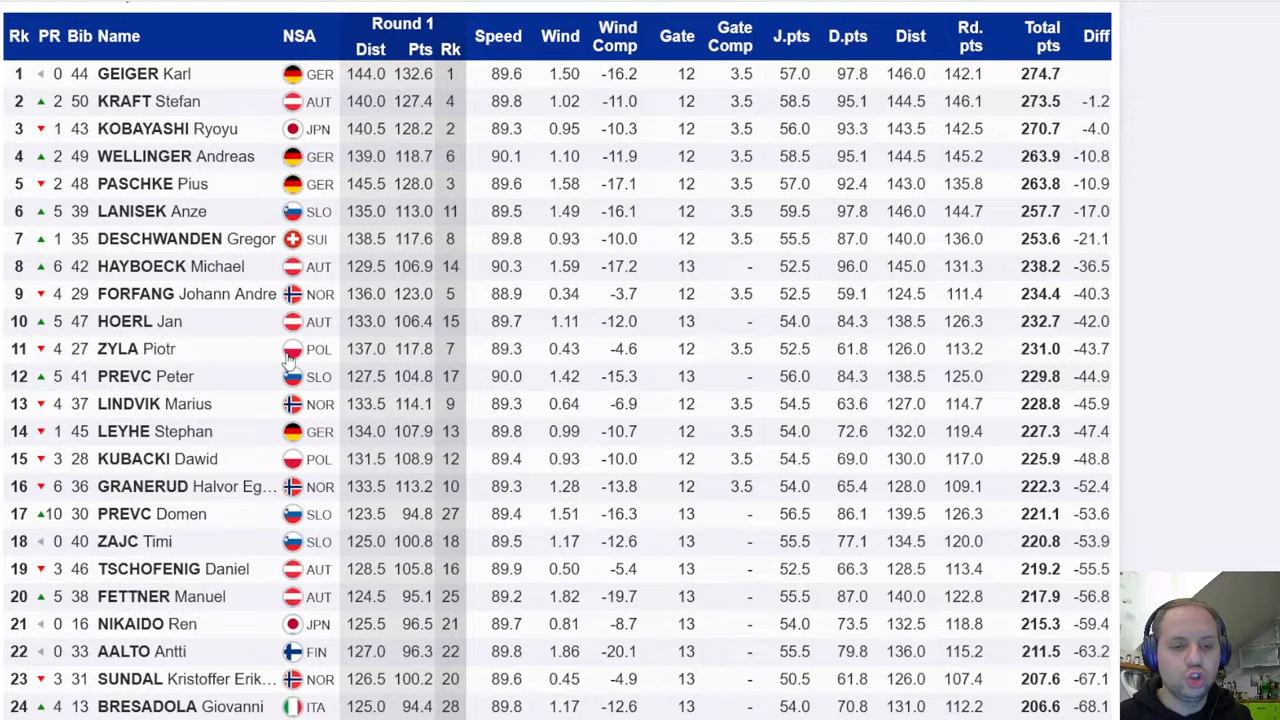 Rk PR Bib Name NSA Round 1 Dist Pts Rk Speed Wind Wind Comp Gate Gate Comp J.pts D.pts Dist Rd. pts Total pts Diff
1 0 44 GEIGER Karl GER 144.0 132.6 1 89.6 1.50 -16.2 12 3.5 57.0 97.8 146.0 142.1 274.7
2 2 50 KRAFT Stefan AUT 140.0 127.4 4 89.8 1.02 -11.0 12 3.5 58.5 95.1 144.5 146.1 273.5 -1.2
3 1 43 KOBAYASHI Ryoyu JPN 140.5 128.2 2 89.3 0.95 -10.3 12 3.5 56.0 93.3 143.5 142.5 270.7 -4.0
4 2 49 WELLINGER Andreas GER 139.0 118.7 6 90.1 1.10 -11.9 12 3.5 58.5 95.1 144.5 145.2 263.9 -10.8
5 2 48 PASCHKE Pius GER 145.5 128.0 3 89.6 1.58 -17.1 12 3.5 57.0 92.4 143.0 135.8 263.8 -10.9
6 5 39 LANISEK Anze SLO 135.0 113.0 11 89.5 1.49 -16.1 12 3.5 59.5 97.8 146.0 144.7 257.7 -17.0
7 1 35 DESCHWANDEN Gregor SUI 138.5 117.6 8 89.8 0.93 -10.0 12 3.5 55.5 87.0 140.0 136.0 253.6 -21.1
8 6 42 HAYBOECK Michael AUT 129.5 106.9 14 90.3 1.59 -17.2 13 - 52.5 96.0 145.0 131.3 238.2 -36.5
9 4 29 FORFANG Johann Andre NOR 136.0 123.0 5 88.9 0.34 -3.7 12 3.5 52.5 59.1 124.5 111.4 234.4 -40.3
10 5 47 HOERL Jan AUT 133.0 106.4 15 89.7 1.11 -12.0 13 - 54.0 84.3 138.5 126.3 232.7 -42.0
11 4 27 ZYLA Piotr POL 137.0 117.8 7 89.3 0.43 -4.6 12 3.5 52.5 61.8 126.0 113.2 231.0 -43.7
12 5 41 PREVC Peter SLO 127.5 104.8 17 90.0 1.42 -15.3 13 - 56.0 84.3 138.5 125.0 229.8 -44.9
13 4 37 LINDVIK Marius NOR 133.5 114.1 9 89.3 0.64 -6.9 12 3.5 54.5 63.6 127.0 114.7 228.8 -45.9
14 1 45 LEYHE Stephan GER 134.0 107.9 13 89.8 0.99 -10.7 12 3.5 54.0 72.6 132.0 119.4 227.3 -47.4
15 3 28 KUBACKI Dawid POL 131.5 108.9 12 89.4 0.93 -10.0 12 3.5 54.5 69.0 130.0 117.0 225.9 -48.8
16 6 36 GRANERUD Halvor Eg... NOR 133.5 113.2 10 89.3 1.28 -13.8 12 3.5 54.0 65.4 128.0 109.1 222.3 -52.4
17 10 30 PREVC Domen SLO 123.5 94.8 27 89.4 1.51 -16.3 13 - 56.5 86.1 139.5 126.3 221.1 -53.6
18 0 40 ZAJC Timi SLO 125.0 100.8 18 89.5 1.17 -12.6 13 - 55.5 77.1 134.5 120.0 220.8 -53.9
19 3 46 TSCHOFENIG Daniel AUT 128.5 105.8 16 89.9 0.50 -5.4 13 - 52.5 66.3 128.5 113.4 219.2 -55.5
20 5 38 FETTNER Manuel AUT 124.5 95.1 25 89.2 1.82 -19.7 13 - 55.5 87.0 140.0 122.8 217.9 -56.8
21 0 16 NIKAIDO Ren JPN 125.5 96.5 21 89.7 0.81 -8.7 13 - 54.0 73.5 132.5 118.8 215.3 -59.4
22 0 33 AALTO Antti FIN 127.0 96.3 22 89.8 1.86 -20.1 13 - 55.5 79.8 136.0 115.2 211.5 -63.2
23 3 31 SUNDAL Kristoffer Erik... NOR 126.5 100.2 20 89.6 0.45 -4.9 13 - 50.5 61.8 126.0 107.4 207.6 -67.1
24 4 13 BRESADOLA Giovanni ITA 125.0 94.4 28 89.8 1.17 -12.6 13 - 54.0 70.8 131.0 112.2 206.6 -68.1